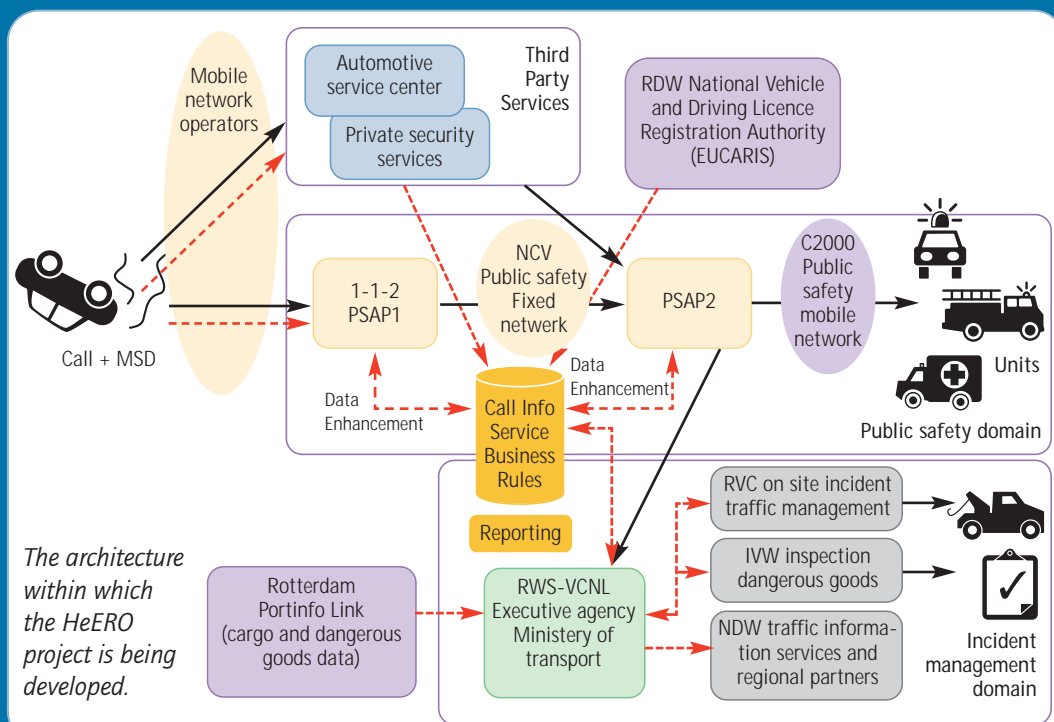 Mobile
network
operators
Automotive
service center
Private security
services
Third
Party
Services
RDW National Vehicle
and Driving Licence
Registration Authority
(EUCARIS)
Call + MSD
1-1-2
PSAP1
NCV
Public safety
Fixed
netwerk
PSAP2
C2000
Public
safety
mobile
network
Units
Public safety domain
Data
Enhancement
Data
Enhancement
Call Info
Service
Business
Rules
Reporting
The architecture
within which
the HeERO
project is being
developed.
Rotterdam
Portinfo Link
(cargo and dangerous
goods data)
RWS-VCNL
Executive agency
Ministery of
transport
RVC on site incident
traffic management
IVW inspection
dangerous goods
NDW traffic informa-
tion services and
regional partners
Incident
management
domain